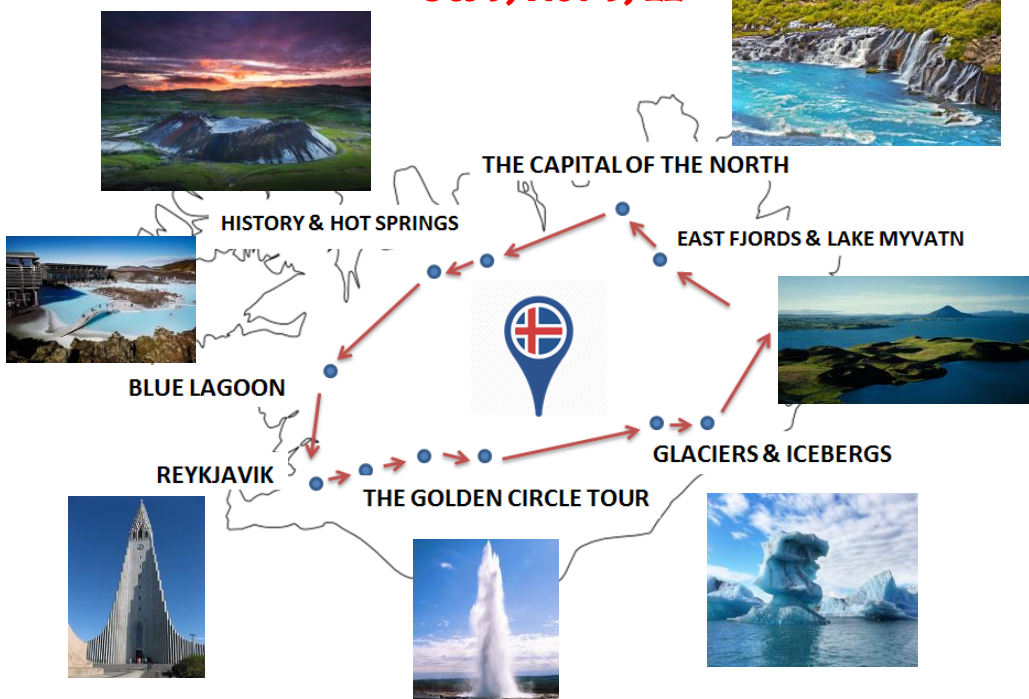 THE CAPITAL OF THE NORTH
HISTORY & HOT SPRINGS
EAST FJORDS & LAKE MYVATN
BLUE LAGOON
GLACIERS & ICEBERGS
REYKJAVIK
THE GOLDEN CIRCLE TOUR